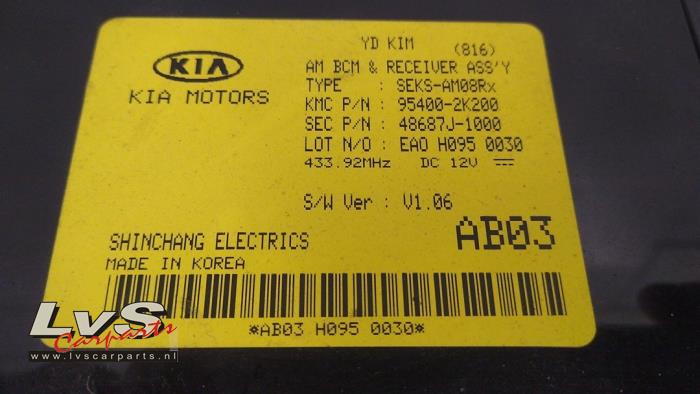 YD KIM (816)
KIA
KIA MOTORS
AM BCM & RECEIVER ASS'Y
TYPE : SEKS-AM08Rx
KMC P/N : 95400-2K200
SEC P/N : 48687J-1000
LOT N/O : EAO H095 0030
433.92MHz DC 12V
S/W Ver : V1.06
SHINCHANG ELECTRICS
AB03
MADE IN KOREA
*AB03 H095 0030*
LvS
Carparts
www.lvscarparts.nl